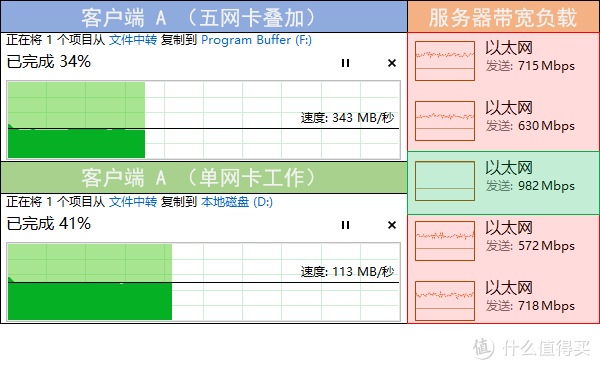 客户端 A （五网卡叠加）
正在将 1 个项目从 文件中转 复制到 Program Buffer (F:)
已完成 34%
速度: 343 MB/秒
客户端 A （单网卡工作）
正在将 1 个项目从 文件中转 复制到 本地磁盘 (D:)
已完成 41%
速度: 113 MB/秒
服务器带宽负载
以太网
发送: 715 Mbps
以太网
发送: 630 Mbps
以太网
发送: 982 Mbps
以太网
发送: 572 Mbps
以太网
发送: 718 Mbps
值 什么值得买